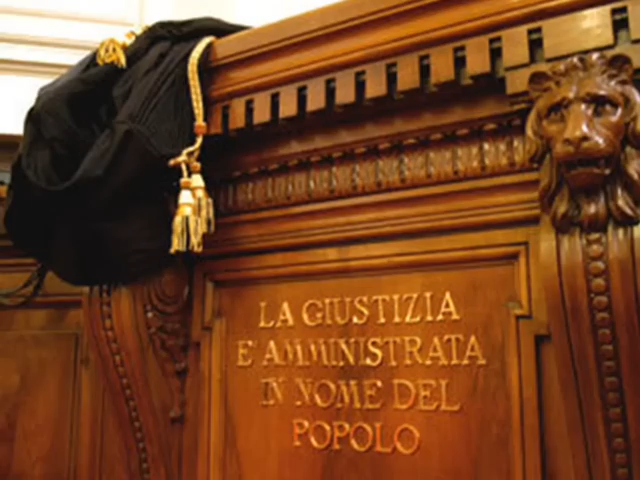 LA GIUSTIZIA
E' AMMINISTRATA
IN NOME DEL
POPOLO